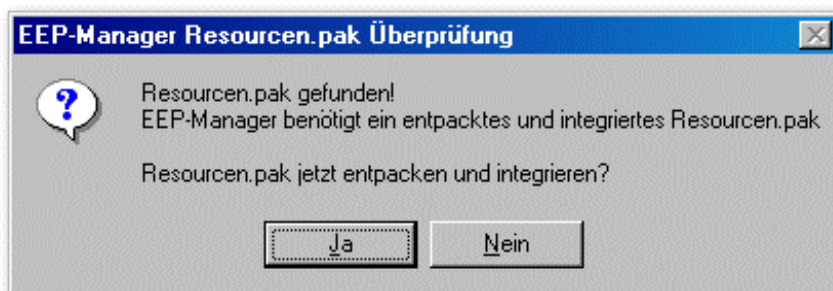 EEP-Manager Resourcen.pak Überprüfung
Resourcen.pak gefunden!
EEP-Manager benötigt ein entpacktes und integriertes Resourcen.pak
Resourcen.pak jetzt entpacken und integrieren?
Ja
Nein